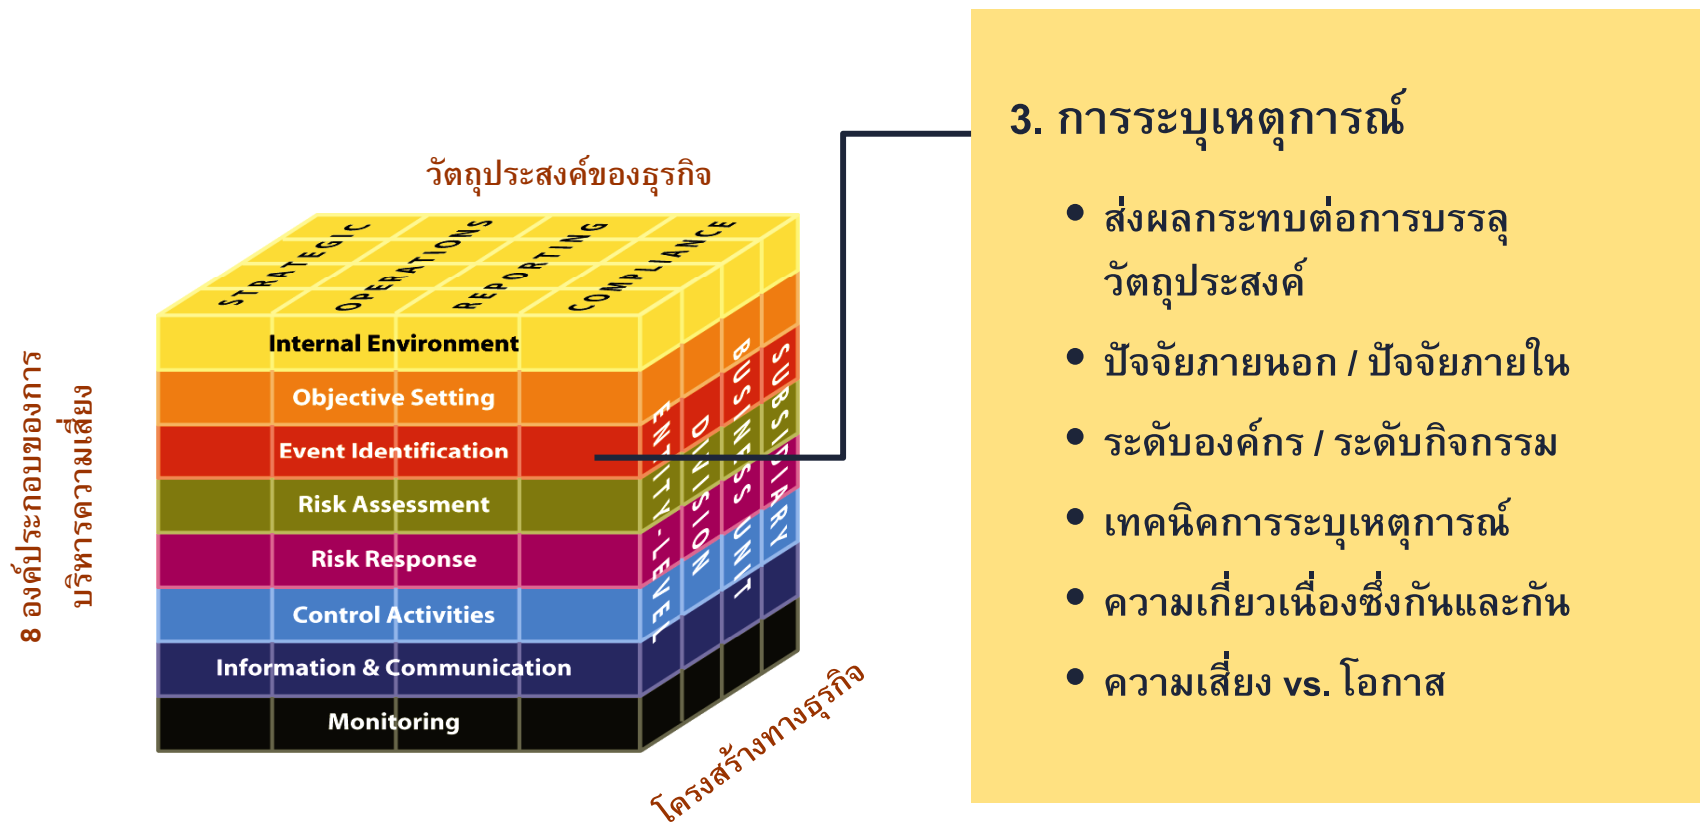 วัตถุประสงค์ของธุรกิจ
STRATEGIC
OPERATIONS
REPORTING
COMPLIANCE
8 องค์ประกอบของการ
บริหารความเสี่ยง
Internal Environment
Objective Setting
Event Identification
Risk Assessment
Risk Response
Control Activities
Information & Communication
Monitoring
ENTITY-LEVEL
DIVISION
BUSINESS UNIT
SUBSIDIARY
โครงสร้างทางธุรกิจ
3. การระบุเหตุการณ์
• ส่งผลกระทบต่อการบรรลุ
วัตถุประสงค์
• ปัจจัยภายนอก / ปัจจัยภายใน
• ระดับองค์กร / ระดับกิจกรรม
• เทคนิคการระบุเหตุการณ์
• ความเกี่ยวเนื่องซึ่งกันและกัน
• ความเสี่ยง vs. โอกาส